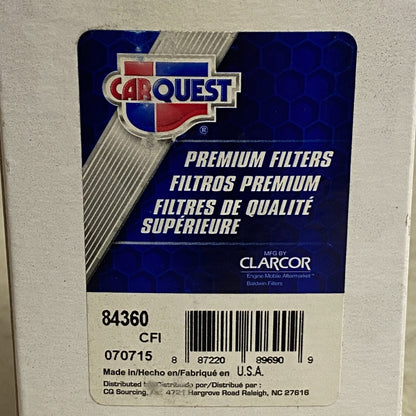 CARQUEST
®
PREMIUM FILTERS
FILTROS PREMIUM
FILTRES DE QUALITÉ
SUPÉRIEURE
MFG BY
CLARCOR
Engine Mobile Aftermarket
Baldwin Filters
84360
CFI
070715
8 87220 89690 9
Made in/Hecho en/Fabriqué en U.S.A.
Distributed by/Distribuido por/Distribué par :
CQ Sourcing, 4721 Hargrove Road Raleigh, NC 27616